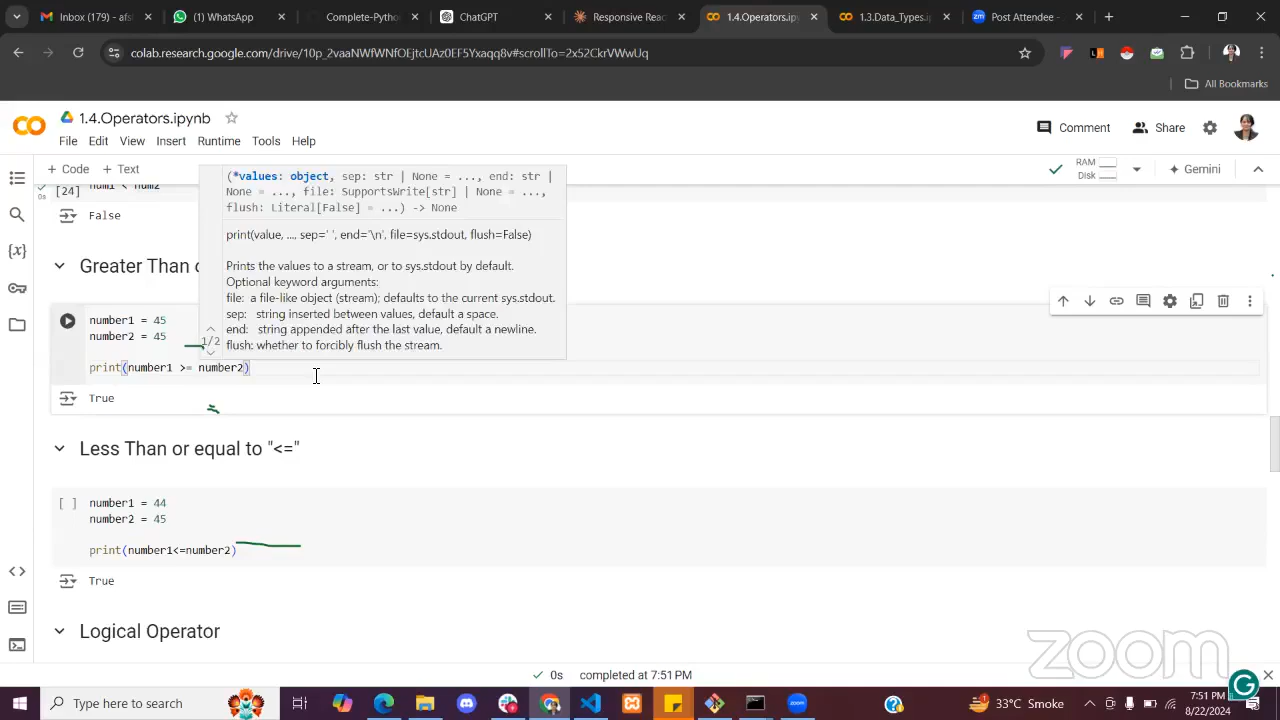 Inbox (179) - afs
(1) WhatsApp
Complete-Pytho
ChatGPT
Responsive Reac
1.4.Operators.ip
1.3.Data_Types.i
Post Attendee -
colab.research.google.com/drive/10p_2vaaNWfWNfOEjtcUAz0EF5Yxaqq8v#scrollTo=2x52CkrVWwUq
All Bookmarks
1.4.Operators.ipynb
File Edit View Insert Runtime Tools Help
Comment
Share
+ Code + Text
RAM
Disk
Gemini
[24] num1 < num2
0s
False
(*values: object, sep: str | None = ..., end: str |
None = ..., file: SupportsWrite[str] | None = ...,
flush: Literal[False] = ...) -> None
print(value, ..., sep=' ', end='\n', file=sys.stdout, flush=False)
Prints the values to a stream, or to sys.stdout by default.
Optional keyword arguments:
file: a file-like object (stream); defaults to the current sys.stdout.
sep: string inserted between values, default a space.
end: string appended after the last value, default a newline.
flush: whether to forcibly flush the stream.
1/2
Greater Than o
number1 = 45
number2 = 45
print(number1 >= number2)
True
Less Than or equal to "<="
[ ] number1 = 44
number2 = 45
print(number1<=number2)
True
Logical Operator
zoom
0s completed at 7:51 PM
Type here to search
33°C Smoke
7:51 PM
8/22/2024